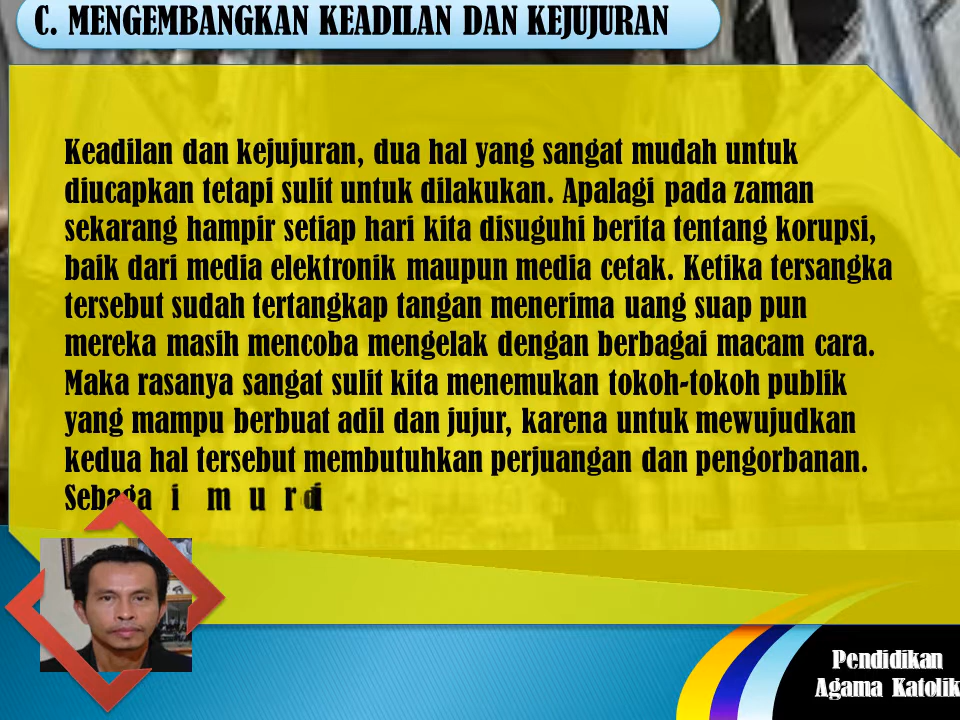 C. MENGEMBANGKAN KEADILAN DAN KEJUJURAN
Keadilan dan kejujuran, dua hal yang sangat mudah untuk
diucapkan tetapi sulit untuk dilakukan. Apalagi pada zaman
sekarang hampir setiap hari kita disuguhi berita tentang korupsi,
baik dari media elektronik maupun media cetak. Ketika tersangka
tersebut sudah tertangkap tangan menerima uang suap pun
mereka masih mencoba mengelak dengan berbagai macam cara.
Maka rasanya sangat sulit kita menemukan tokoh-tokoh publik
yang mampu berbuat adil dan jujur, karena untuk mewujudkan
kedua hal tersebut membutuhkan perjuangan dan pengorbanan.
Sebagai
Pendidikan
Agama Katolik